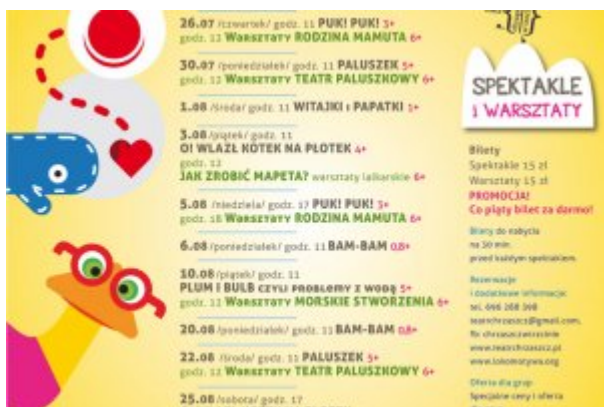 26.07 /czwartek/ godz. 11 PUK! PUK! 3+
godz. 12 WARSZTATY RODZINA MAMUTA 6+
30.07 /poniedziałek/ godz. 11 PALUSZEK 5+
godz. 12 WARSZTATY TEATR PALUSZKOWY 6+
1.08 /środa/ godz. 11 WITAJKI i PAPATKI 1+
3.08 /piątek/ godz. 11
O! WLAZŁ KOTEK NA PŁOTEK 4+
godz. 12
JAK ZROBIĆ MAPETA? warsztaty lalkarskie 6+
5.08 /niedziela/ godz. 17 PUK! PUK! 3+
godz. 18 WARSZTATY RODZINA MAMUTA 6+
6.08 /poniedziałek/ godz. 11 BAM-BAM 0,8+
10.08 /piątek/ godz. 11
PLUM I BULB CZYLI PROBLEMY Z WODĄ 5+
godz. 12 WARSZTATY MORSKIE STWORZENIA 6+
20.08 /poniedziałek/ godz. 11 BAM-BAM 0,8+
22.08 /środa/ godz. 11 PALUSZEK 5+
godz. 12 WARSZTATY TEATR PALUSZKOWY 6+
25.08 /sobota/ godz. 17
SPEKTAKLE
i WARSZTATY
Bilety
Spektakle 15 zł
Warsztaty 15 zł
PROMOCJA!
Co piąty bilet za darmo!
Bilety do nabycia
na 30 min.
przed każdym spektaklem.
Rezerwacje
i dodatkowe informacje:
tel.
teatrchrzaszcz@gmail.com,
www.teatrchrzaszcz.pl
www.lokomotywa.org
Oferta dla grup
Specjalne ceny i oferta